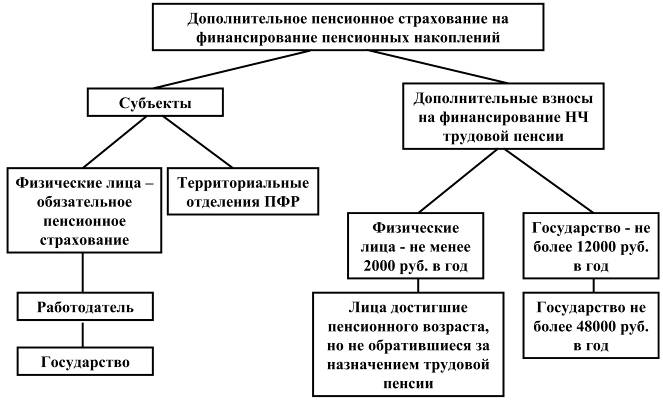 Дополнительное пенсионное страхование на
финансирование пенсионных накоплений
Субъекты
Дополнительные взносы
на финансирование НЧ
трудовой пенсии
Физические лица –
обязательное
пенсионное
страхование
Территориальные
отделения ПФР
Физические
лица - не менее
2000 руб. в год
Государство - не
более 12000 руб.
в год
Работодатель
Лица достигшие
пенсионного возраста,
но не обратившиеся за
назначением трудовой
пенсии
Государство не
более 48000 руб.
в год
Государство